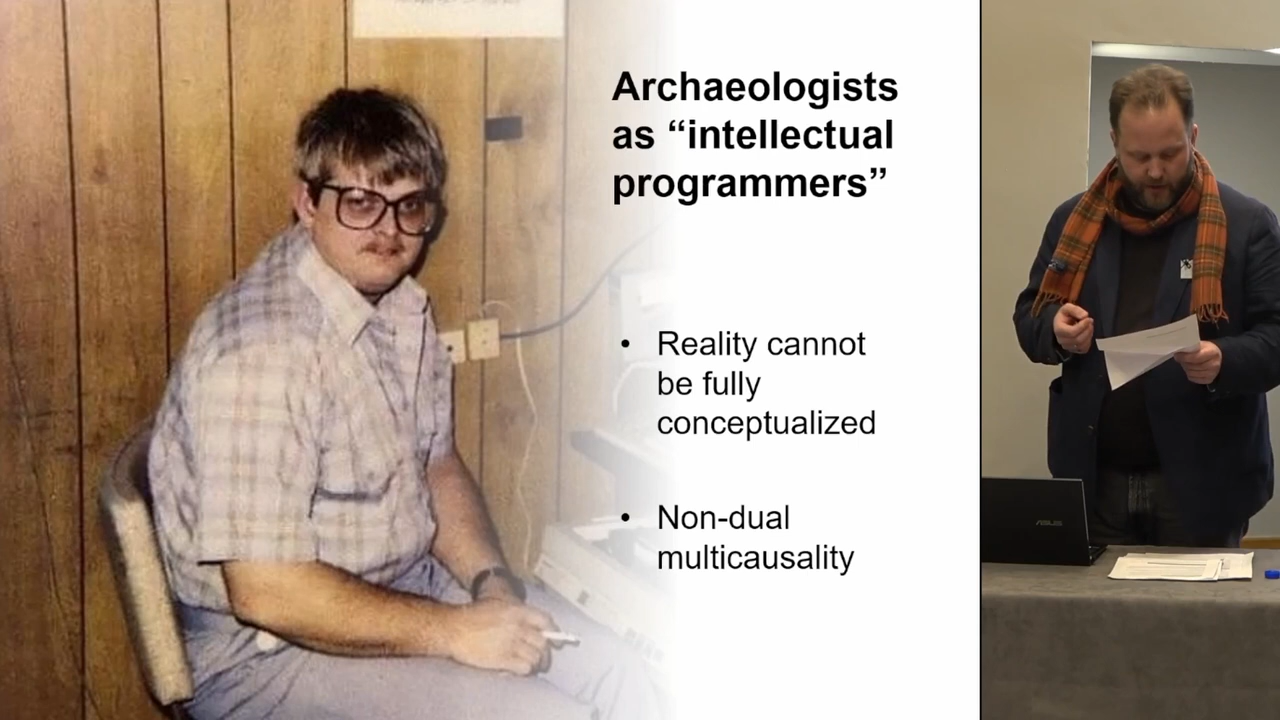 Archaeologists
as “intellectual
programmers”
• Reality cannot
be fully
conceptualized
• Non-dual
multicausality
ASUS